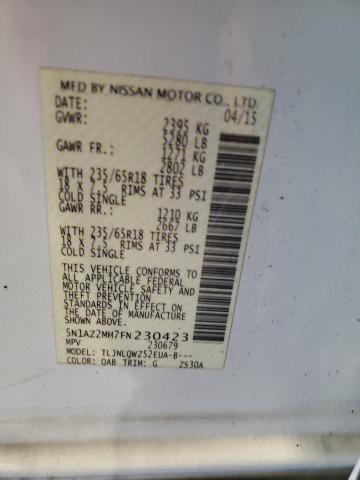 MFD BY NISSAN MOTOR CO., LTD.
DATE: 04/15
GVWR: 2395 KG
5280 LB
GAWR FR.: 1271 KG
2802 LB
WITH 235/65R18 TIRES
18 X 7.5 RIMS AT 33 PSI
COLD SINGLE
GAWR RR.: 1210 KG
2667 LB
WITH 235/65R18 TIRES
18 X 7.5 RIMS AT 33 PSI
COLD SINGLE
THIS VEHICLE CONFORMS TO
ALL APPLICABLE FEDERAL
MOTOR VEHICLE SAFETY AND
THEFT PREVENTION
STANDARDS IN EFFECT ON
THE DATE OF MANUFACTURE
SHOWN ABOVE.
5N1AZ2MH7FN230423
MPV 230679
MODEL: TLJNLQWZ52EUA-B---
COLOR: QAB TRIM: G ZS30A